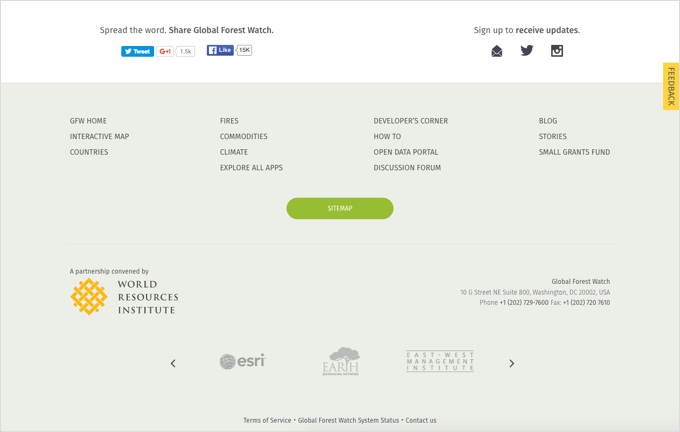 Spread the word. Share Global Forest Watch.
Sign up to receive updates.
Tweet
G+1
1.5k
Like
15K
FEEDBACK
GFW HOME
INTERACTIVE MAP
COUNTRIES
FIRES
COMMODITIES
CLIMATE
EXPLORE ALL APPS
DEVELOPER'S CORNER
HOW TO
OPEN DATA PORTAL
DISCUSSION FORUM
BLOG
STORIES
SMALL GRANTS FUND
SITEMAP
A partnership convened by
WORLD
RESOURCES
INSTITUTE
Global Forest Watch
10 G Street NE Suite 800, Washington, DC 20002, USA
Phone +1 (202) 729-7600 Fax: +1 (202) 720 7610
esri
EARTH
EAST-WEST
MANAGEMENT
INSTITUTE
Terms of Service • Global Forest Watch System Status • Contact us